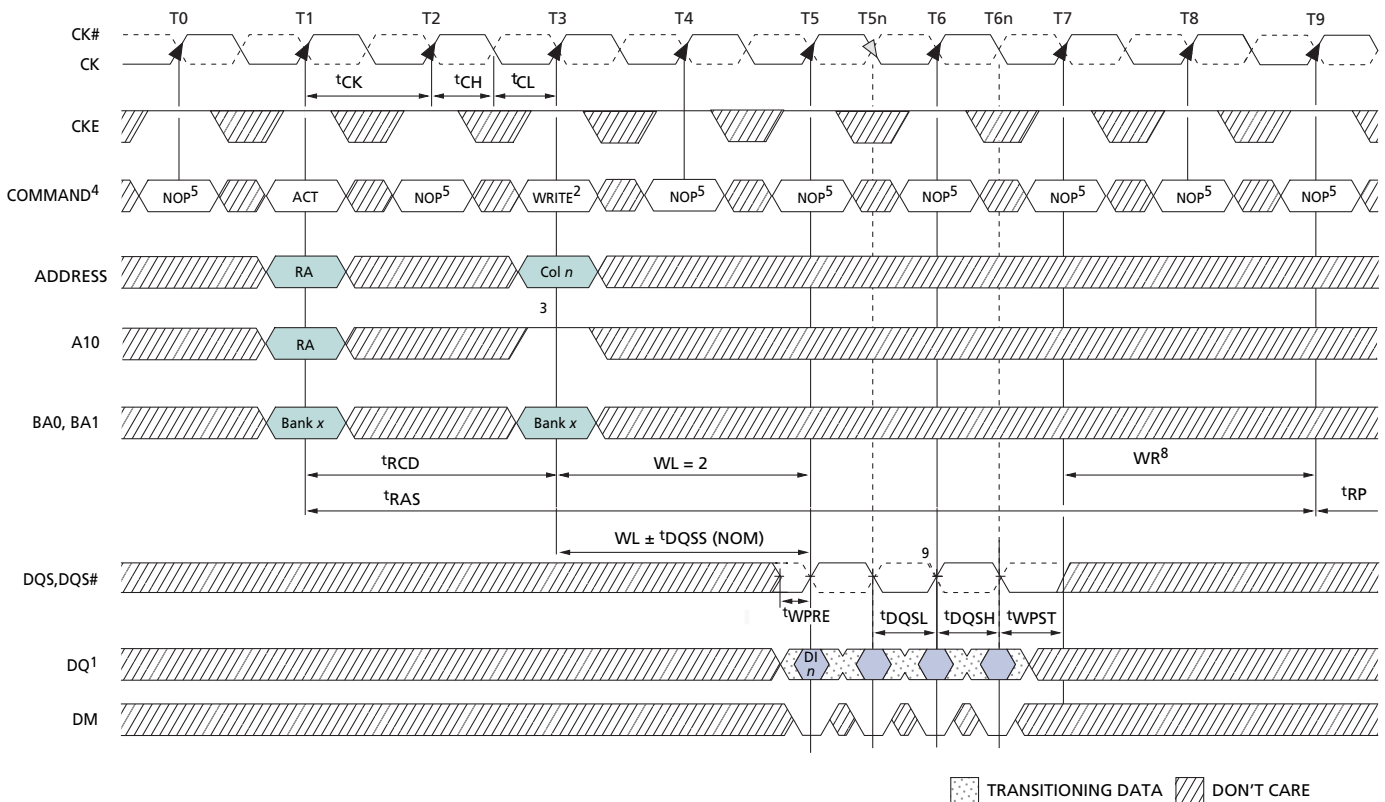 T0 T1 T2 T3 T4 T5 T5n T6 T6n T7 T8 T9
CK#
CK
tCK tCH tCL
CKE
COMMAND4 NOP5 ACT NOP5 WRITE2 NOP5 NOP5 NOP5 NOP5 NOP5 NOP5
ADDRESS RA Col n
3
A10 RA
BA0, BA1 Bank x Bank x
tRCD WL = 2 WR8
tRAS tRP
WL ± tDQSS (NOM)
9
DQS,DQS#
tWPRE tDQSL tDQSH tWPST
DQ1 DI
n
DM
TRANSITIONING DATA DON'T CARE